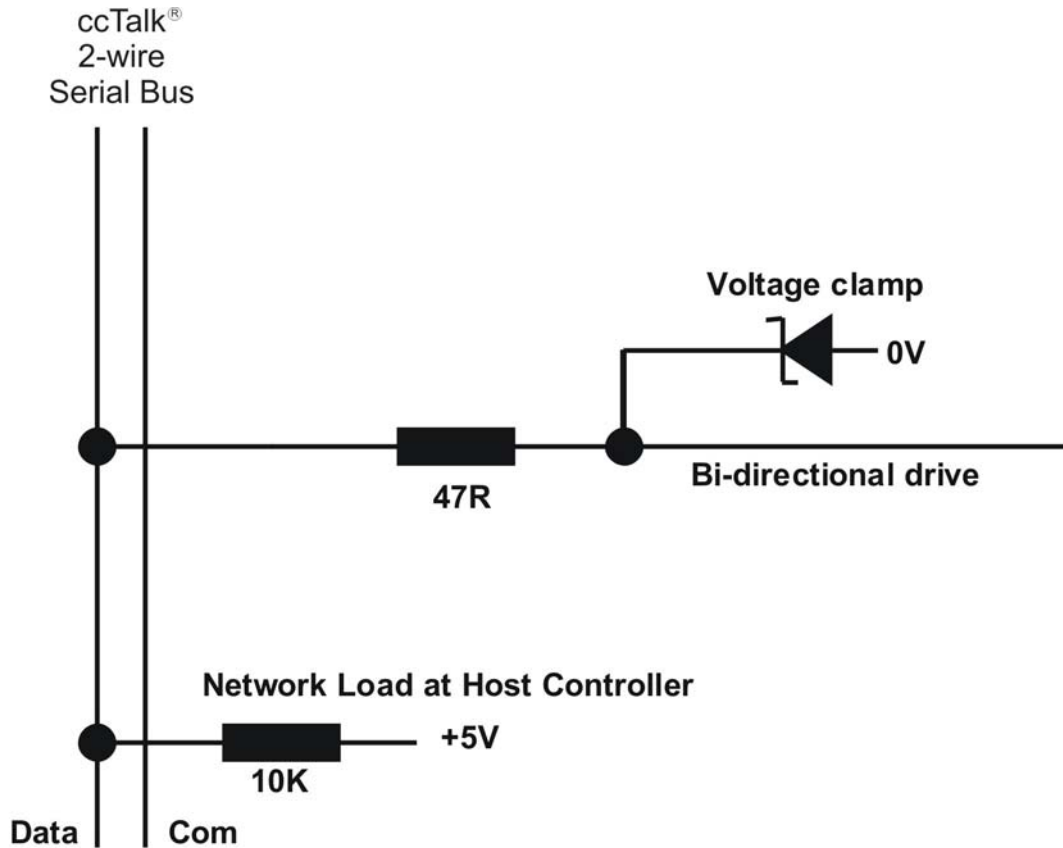 ccTalk®
2-wire
Serial Bus
Voltage clamp
0V
47R
Bi-directional drive
Network Load at Host Controller
+5V
10K
Data
Com